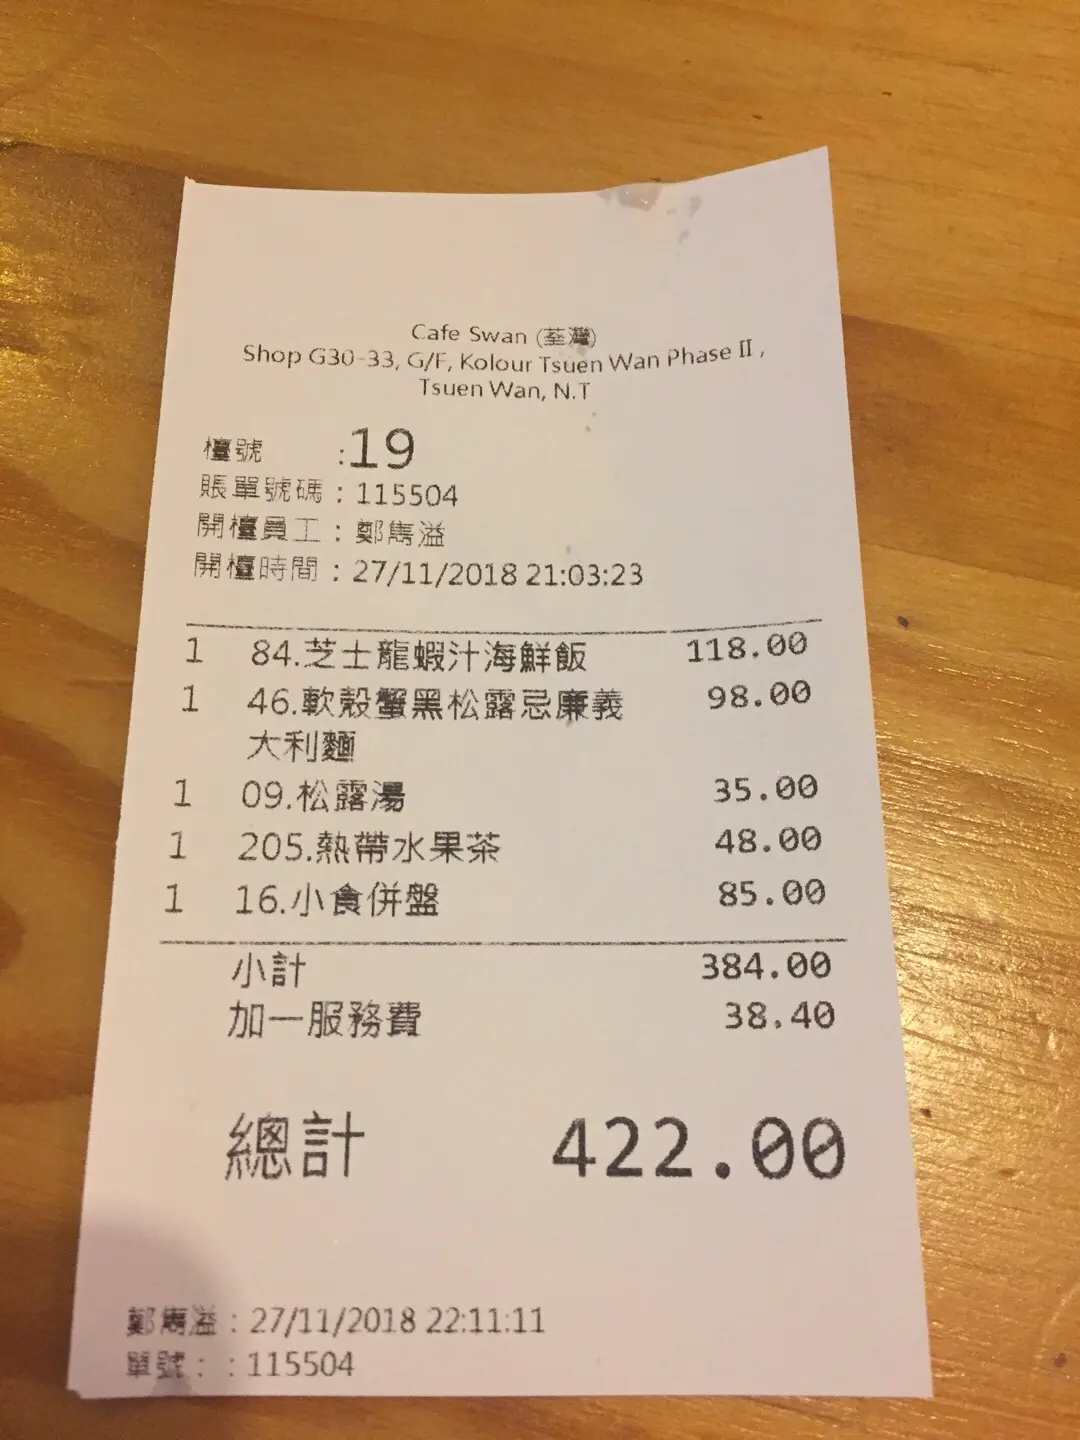 Cafe Swan (荃灣)
Shop G30-33, G/F, Kolour Tsuen Wan Phase II,
Tsuen Wan, N.T
檯號 :19
賬單號碼 : 115504
開檯員工 : 鄭雋溢
開檯時間 : 27/11/2018 21:03:23
1 84.芝士龍蝦汁海鮮飯 118.00
1 46.軟殼蟹黑松露忌廉義 98.00
大利麵
1 09.松露湯 35.00
1 205.熱帶水果茶 48.00
1 16.小食併盤 85.00
小計 384.00
加一服務費 38.40
總計 422.00
鄭雋溢 : 27/11/2018 22:11:11
單號: : 115504